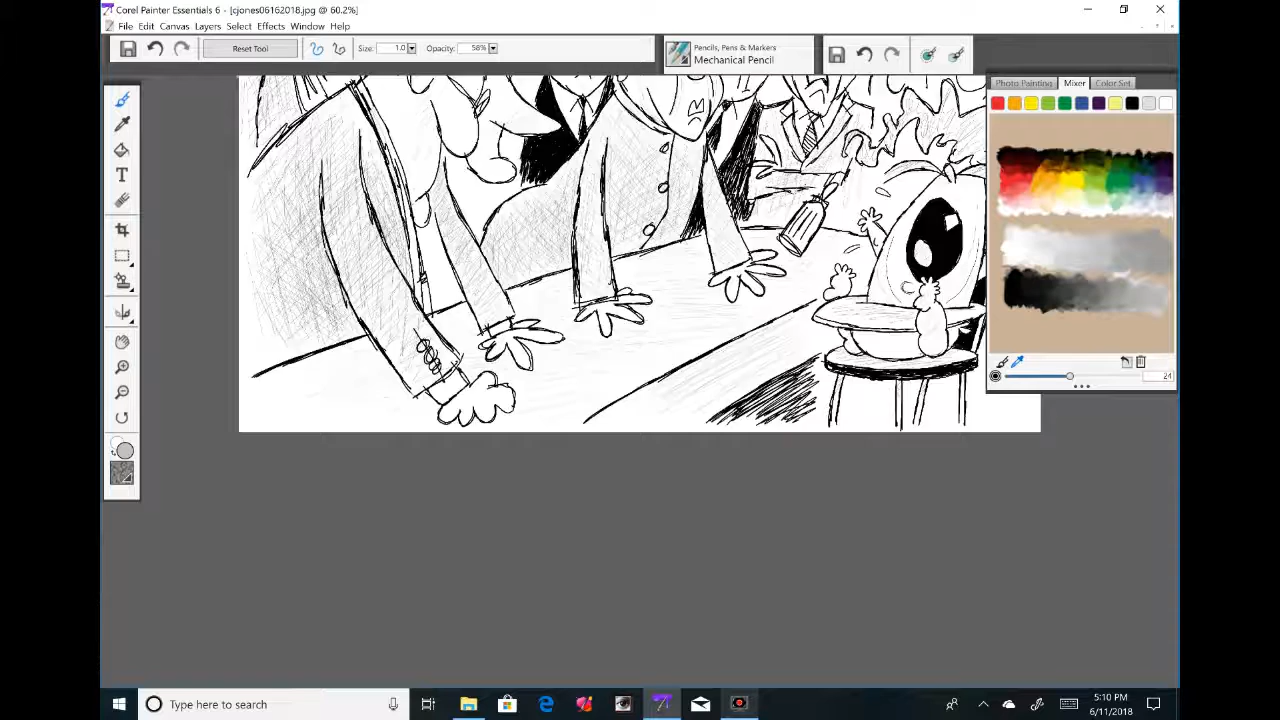 Corel Painter Essentials 6 - [cjones06162018.jpg @ 60.2%]
File Edit Canvas Layers Select Effects Window Help
Reset Tool
Size: 1.0
Opacity: 58%
Pencils, Pens & Markers
Mechanical Pencil
Photo Painting Mixer Color Set
T
24
Type here to search
5:10 PM
6/11/2018